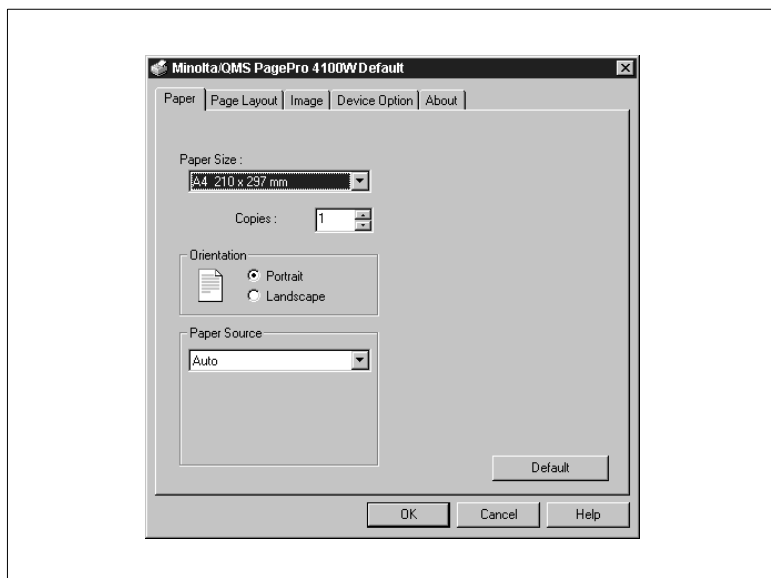 Minolta/QMS PagePro 4100W Default
Paper Page Layout Image Device Option About
Paper Size :
A4 210 x 297 mm
Copies : 1
Orientation
Portrait
Landscape
Paper Source
Auto
Default
OK Cancel Help